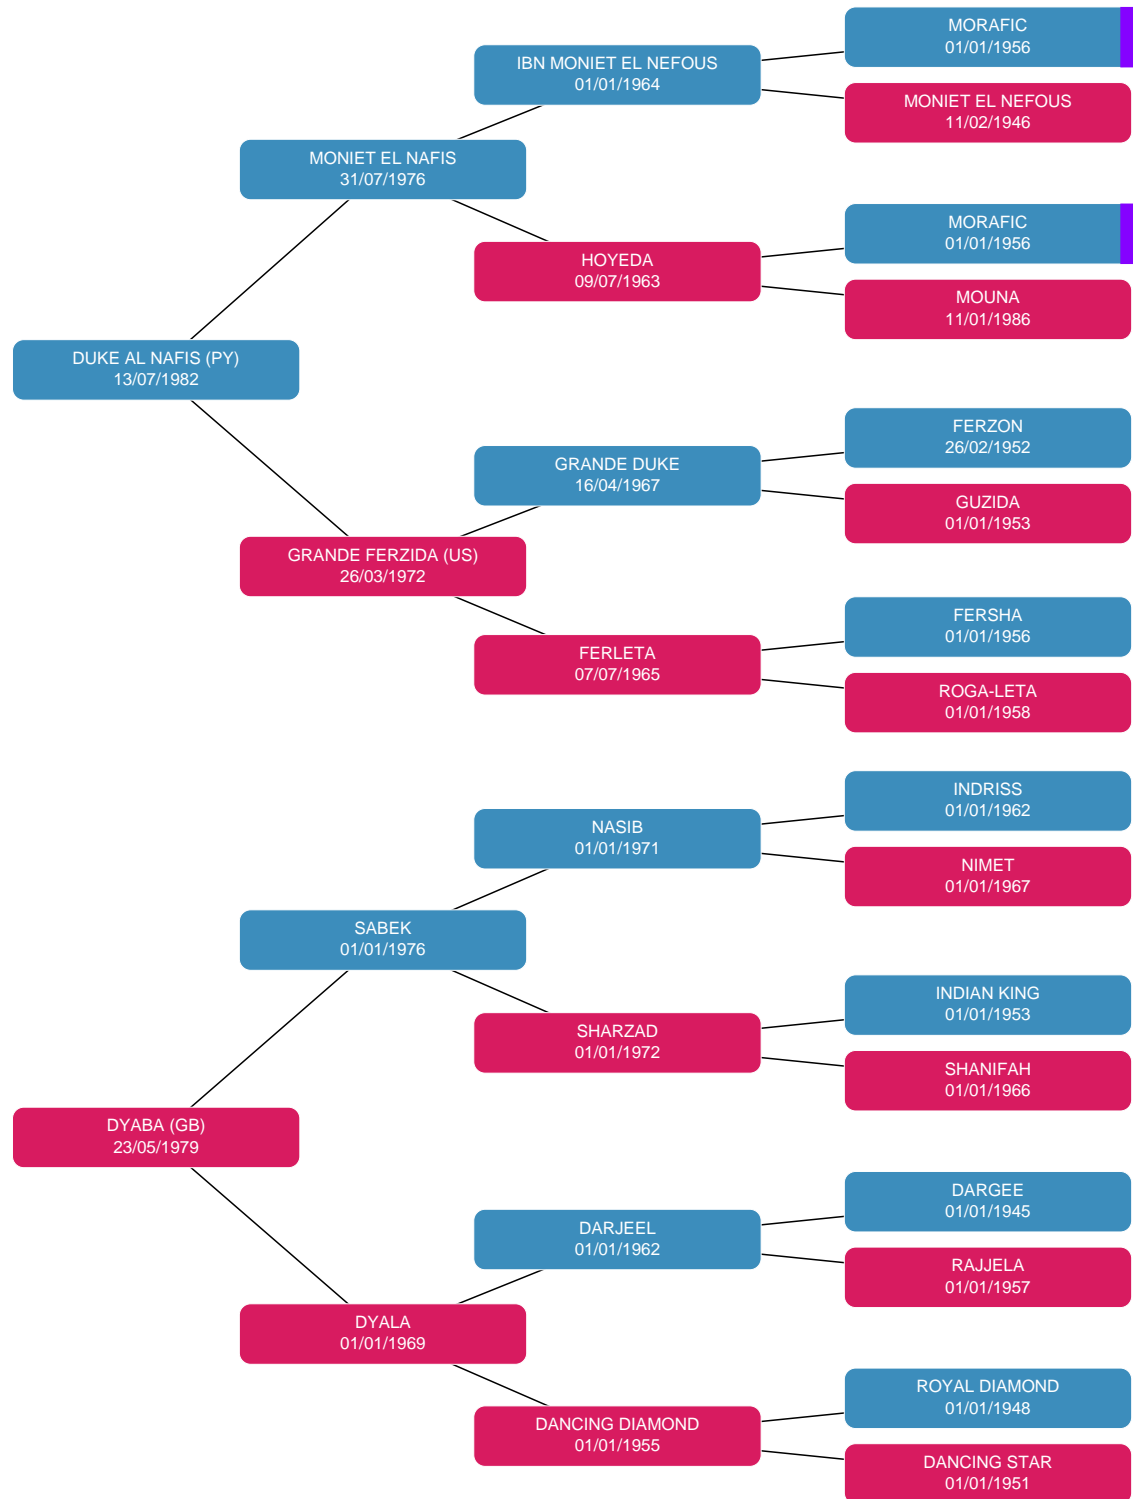 MORAFIC
01/01/1956
IBN MONIET EL NEFOUS
01/01/1964
MONIET EL NEFOUS
11/02/1946
MONIET EL NAFIS
31/07/1976
MORAFIC
01/01/1956
HOYEDA
09/07/1963
MOUNA
11/01/1986
DUKE AL NAFIS (PY)
13/07/1982
FERZON
26/02/1952
GRANDE DUKE
16/04/1967
GUZIDA
01/01/1953
GRANDE FERZIDA (US)
26/03/1972
FERSHA
01/01/1956
FERLETA
07/07/1965
ROGA-LETA
01/01/1958
INDRISS
01/01/1962
NASIB
01/01/1971
NIMET
01/01/1967
SABEK
01/01/1976
INDIAN KING
01/01/1953
SHARZAD
01/01/1972
SHANIFAH
01/01/1966
DYABA (GB)
23/05/1979
DARGEE
01/01/1945
DARJEEL
01/01/1962
RAJJELA
01/01/1957
DYALA
01/01/1969
ROYAL DIAMOND
01/01/1948
DANCING DIAMOND
01/01/1955
DANCING STAR
01/01/1951